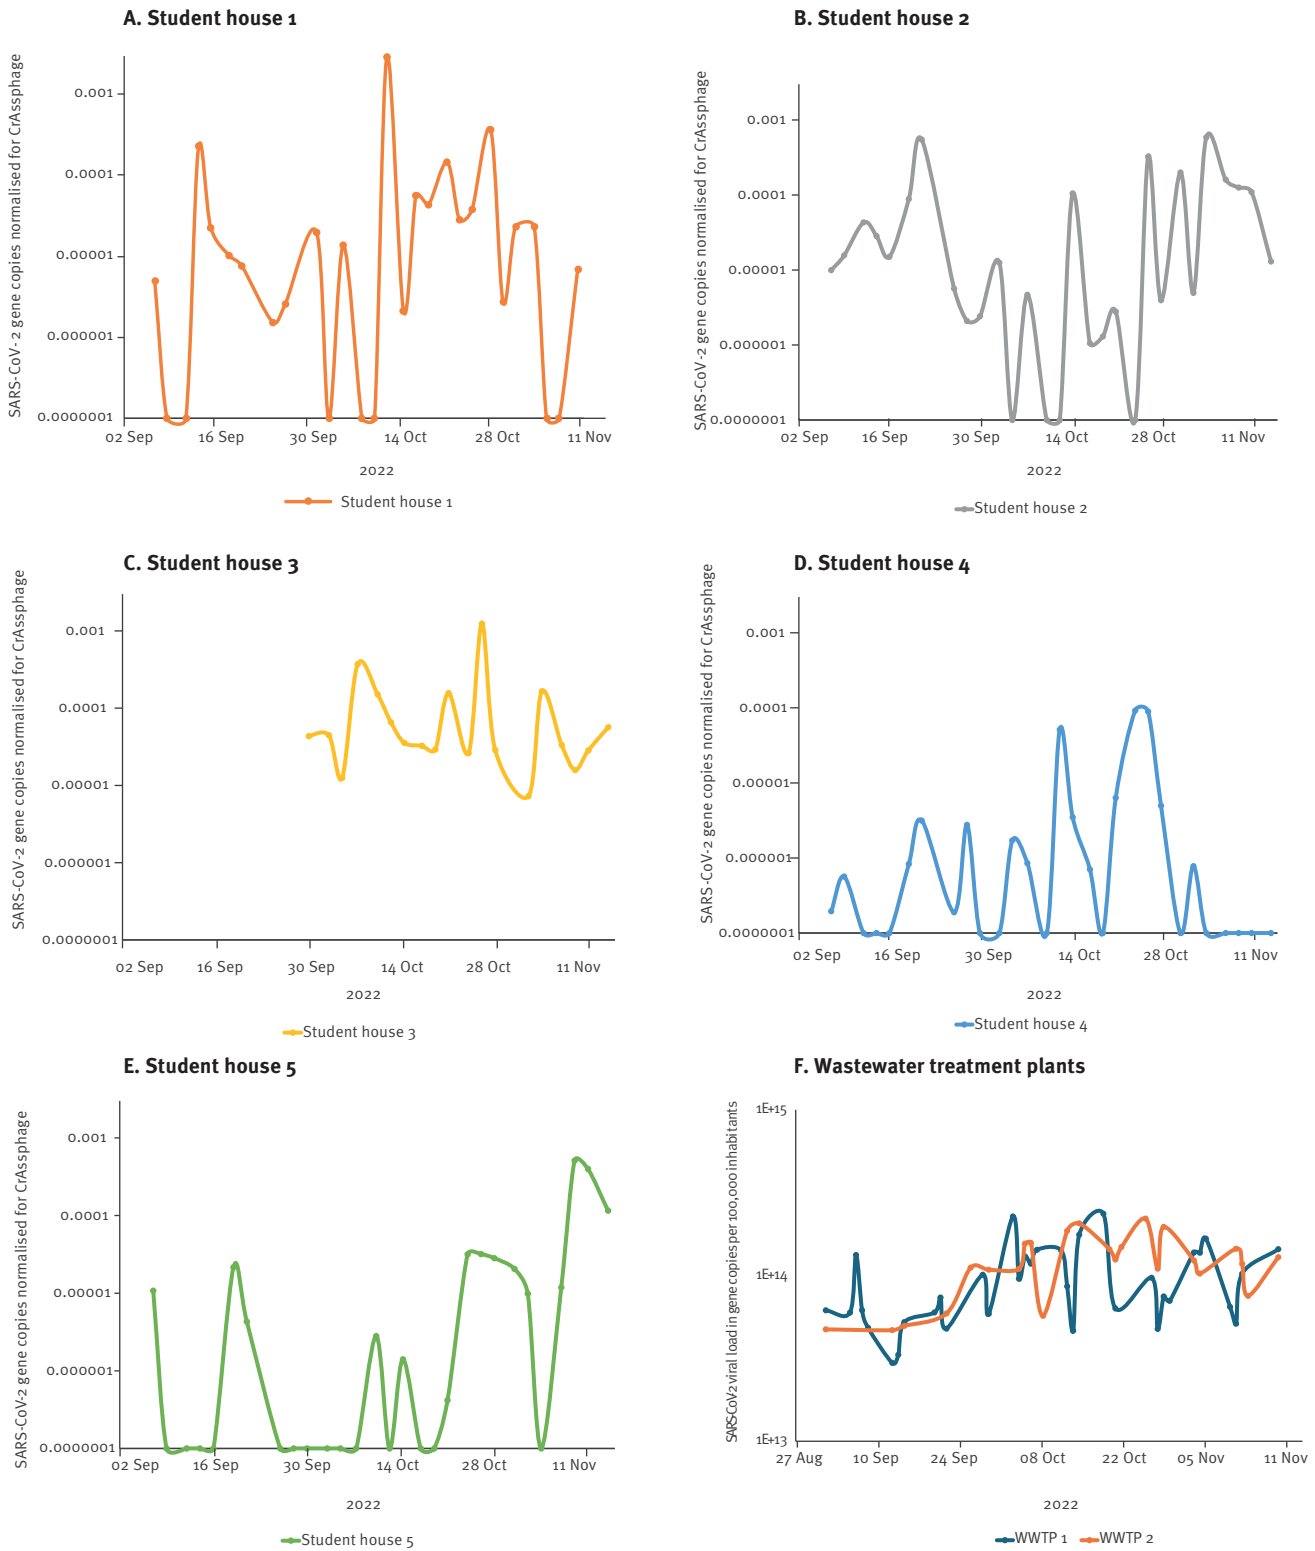 A. Student house 1
SARS-CoV-2 gene copies normalised for CrAssphage
0.001
0.0001
0.00001
0.000001
0.0000001
02 Sep 16 Sep 30 Sep 14 Oct 28 Oct 11 Nov
2022
Student house 1
B. Student house 2
SARS-CoV-2 gene copies normalised for CrAssphage
0.001
0.0001
0.00001
0.000001
0.0000001
02 Sep 16 Sep 30 Sep 14 Oct 28 Oct 11 Nov
2022
Student house 2
C. Student house 3
SARS-CoV-2 gene copies normalised for CrAssphage
0.001
0.0001
0.00001
0.000001
0.0000001
02 Sep 16 Sep 30 Sep 14 Oct 28 Oct 11 Nov
2022
Student house 3
D. Student house 4
SARS-CoV-2 gene copies normalised for CrAssphage
0.001
0.0001
0.00001
0.000001
0.0000001
02 Sep 16 Sep 30 Sep 14 Oct 28 Oct 11 Nov
2022
Student house 4
E. Student house 5
SARS-CoV-2 gene copies normalised for CrAssphage
0.001
0.0001
0.00001
0.000001
0.0000001
02 Sep 16 Sep 30 Sep 14 Oct 28 Oct 11 Nov
2022
Student house 5
F. Wastewater treatment plants
SARS-CoV2 viral load in gene copies per 100,000 inhabitants
1E+15
1E+14
1E+13
27 Aug 10 Sep 24 Sep 08 Oct 22 Oct 05 Nov 11 Nov
2022
WWTP 1 WWTP 2